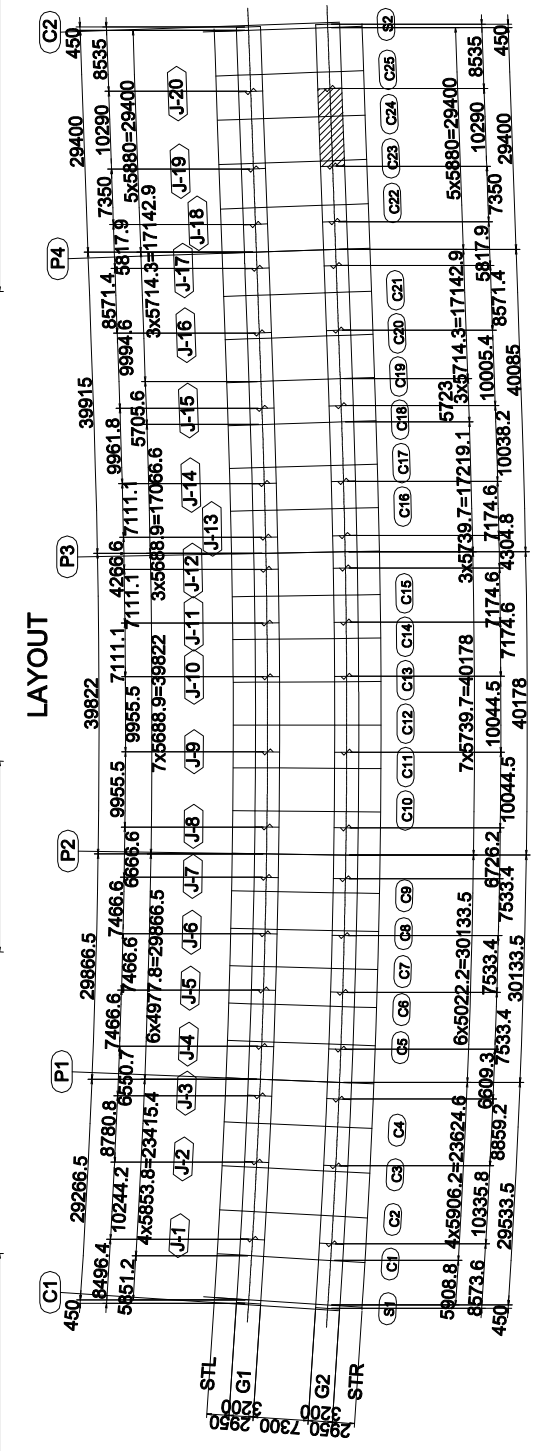 LAYOUT
C1 P1 P2 P3 P4 C2
450 29266.5 29866.5 39822 39915 29400 450
8496.4 10244.2 8780.8 6550.7 7466.6 7466.6 7466.6 6666.6 9955.5 9955.5 7111.1 7111.1 4266.6 7111.1 9961.8 9994.6 8571.4 5817.9 7350 10290 8535
5851.2 4x5853.8=23415.4 6x4977.8=29866.5 7x5688.9=39822 3x5688.9=17066.6 5705.6 3x5714.3=17142.9 5x5880=29400
J-1 J-2 J-3 J-4 J-5 J-6 J-7 J-8 J-9 J-10 J-11 J-12 J-13 J-14 J-15 J-16 J-17 J-18 J-19 J-20
2950 STL
3200 G1
7300
3200 G2
2950 STR
S1 C1 C2 C3 C4 C5 C6 C7 C8 C9 C10 C11 C12 C13 C14 C15 C16 C17 C18 C19 C20 C21 C22 C23 C24 C25 S2
5908.8 4x5906.2=23624.6 6x5022.2=30133.5 7x5739.7=40178 3x5739.7=17219.1 5723 3x5714.3=17142.9 5x5880=29400
8573.6 10335.8 8859.2 6609.3 7533.4 7533.4 7533.4 6726.2 10044.5 10044.5 7174.6 7174.6 4304.8 7174.6 10038.2 10005.4 8571.4 5817.9 7350 10290 8535
450 29533.5 30133.5 40178 40085 29400 450